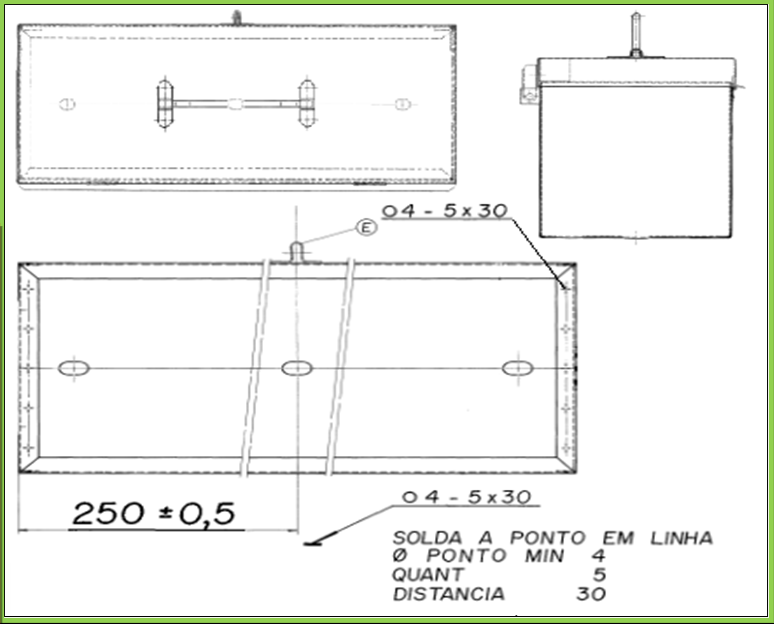 O 4 - 5 x 30
E
250 ± 0,5
O 4 - 5 x 30
SOLDA A PONTO EM LINHA
Ø PONTO MIN 4
QUANT 5
DISTANCIA 30